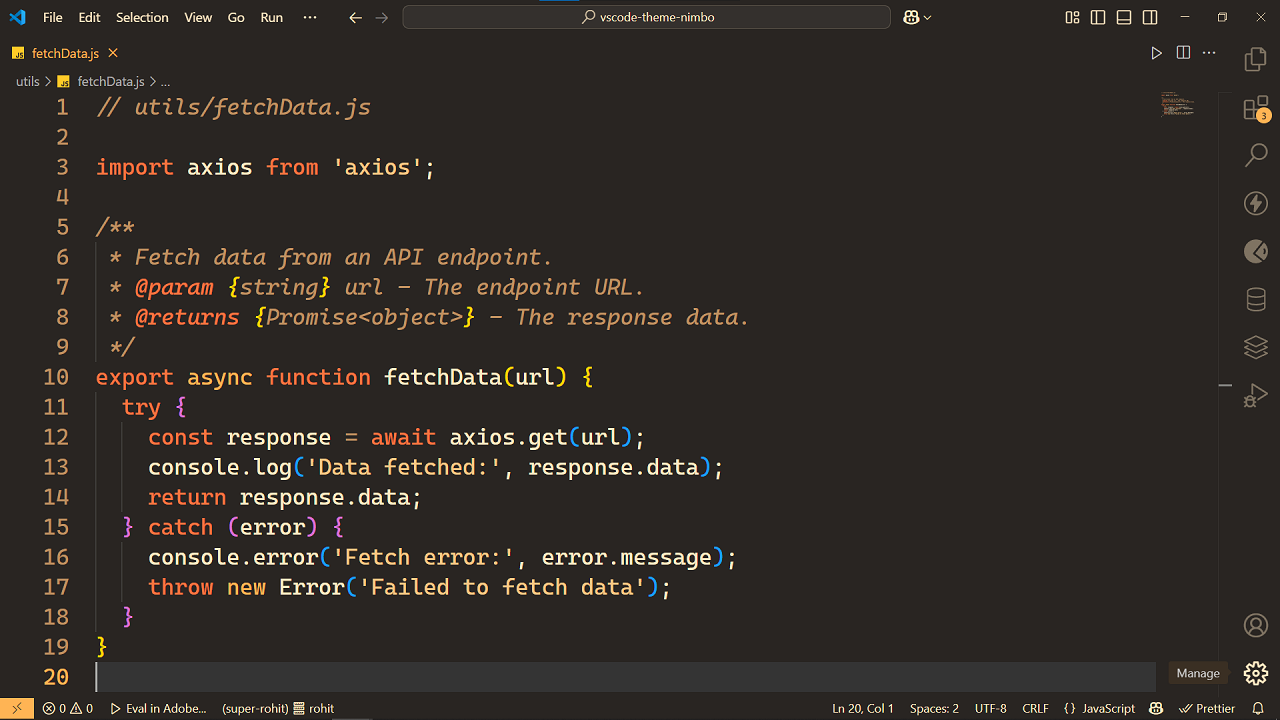 File Edit Selection View Go Run ··· vscode-theme-nimbo
JS fetchData.js
utils > JS fetchData.js > ...
1 // utils/fetchData.js
2
3 import axios from 'axios';
4
5 /**
6  * Fetch data from an API endpoint.
7  * @param {string} url - The endpoint URL.
8  * @returns {Promise<object>} - The response data.
9  */
10 export async function fetchData(url) {
11   try {
12     const response = await axios.get(url);
13     console.log('Data fetched:', response.data);
14     return response.data;
15   } catch (error) {
16     console.error('Fetch error:', error.message);
17     throw new Error('Failed to fetch data');
18   }
19 }
20
3
Manage
0 0 Eval in Adobe... (super-rohit) rohit Ln 20, Col 1 Spaces: 2 UTF-8 CRLF {} JavaScript Prettier